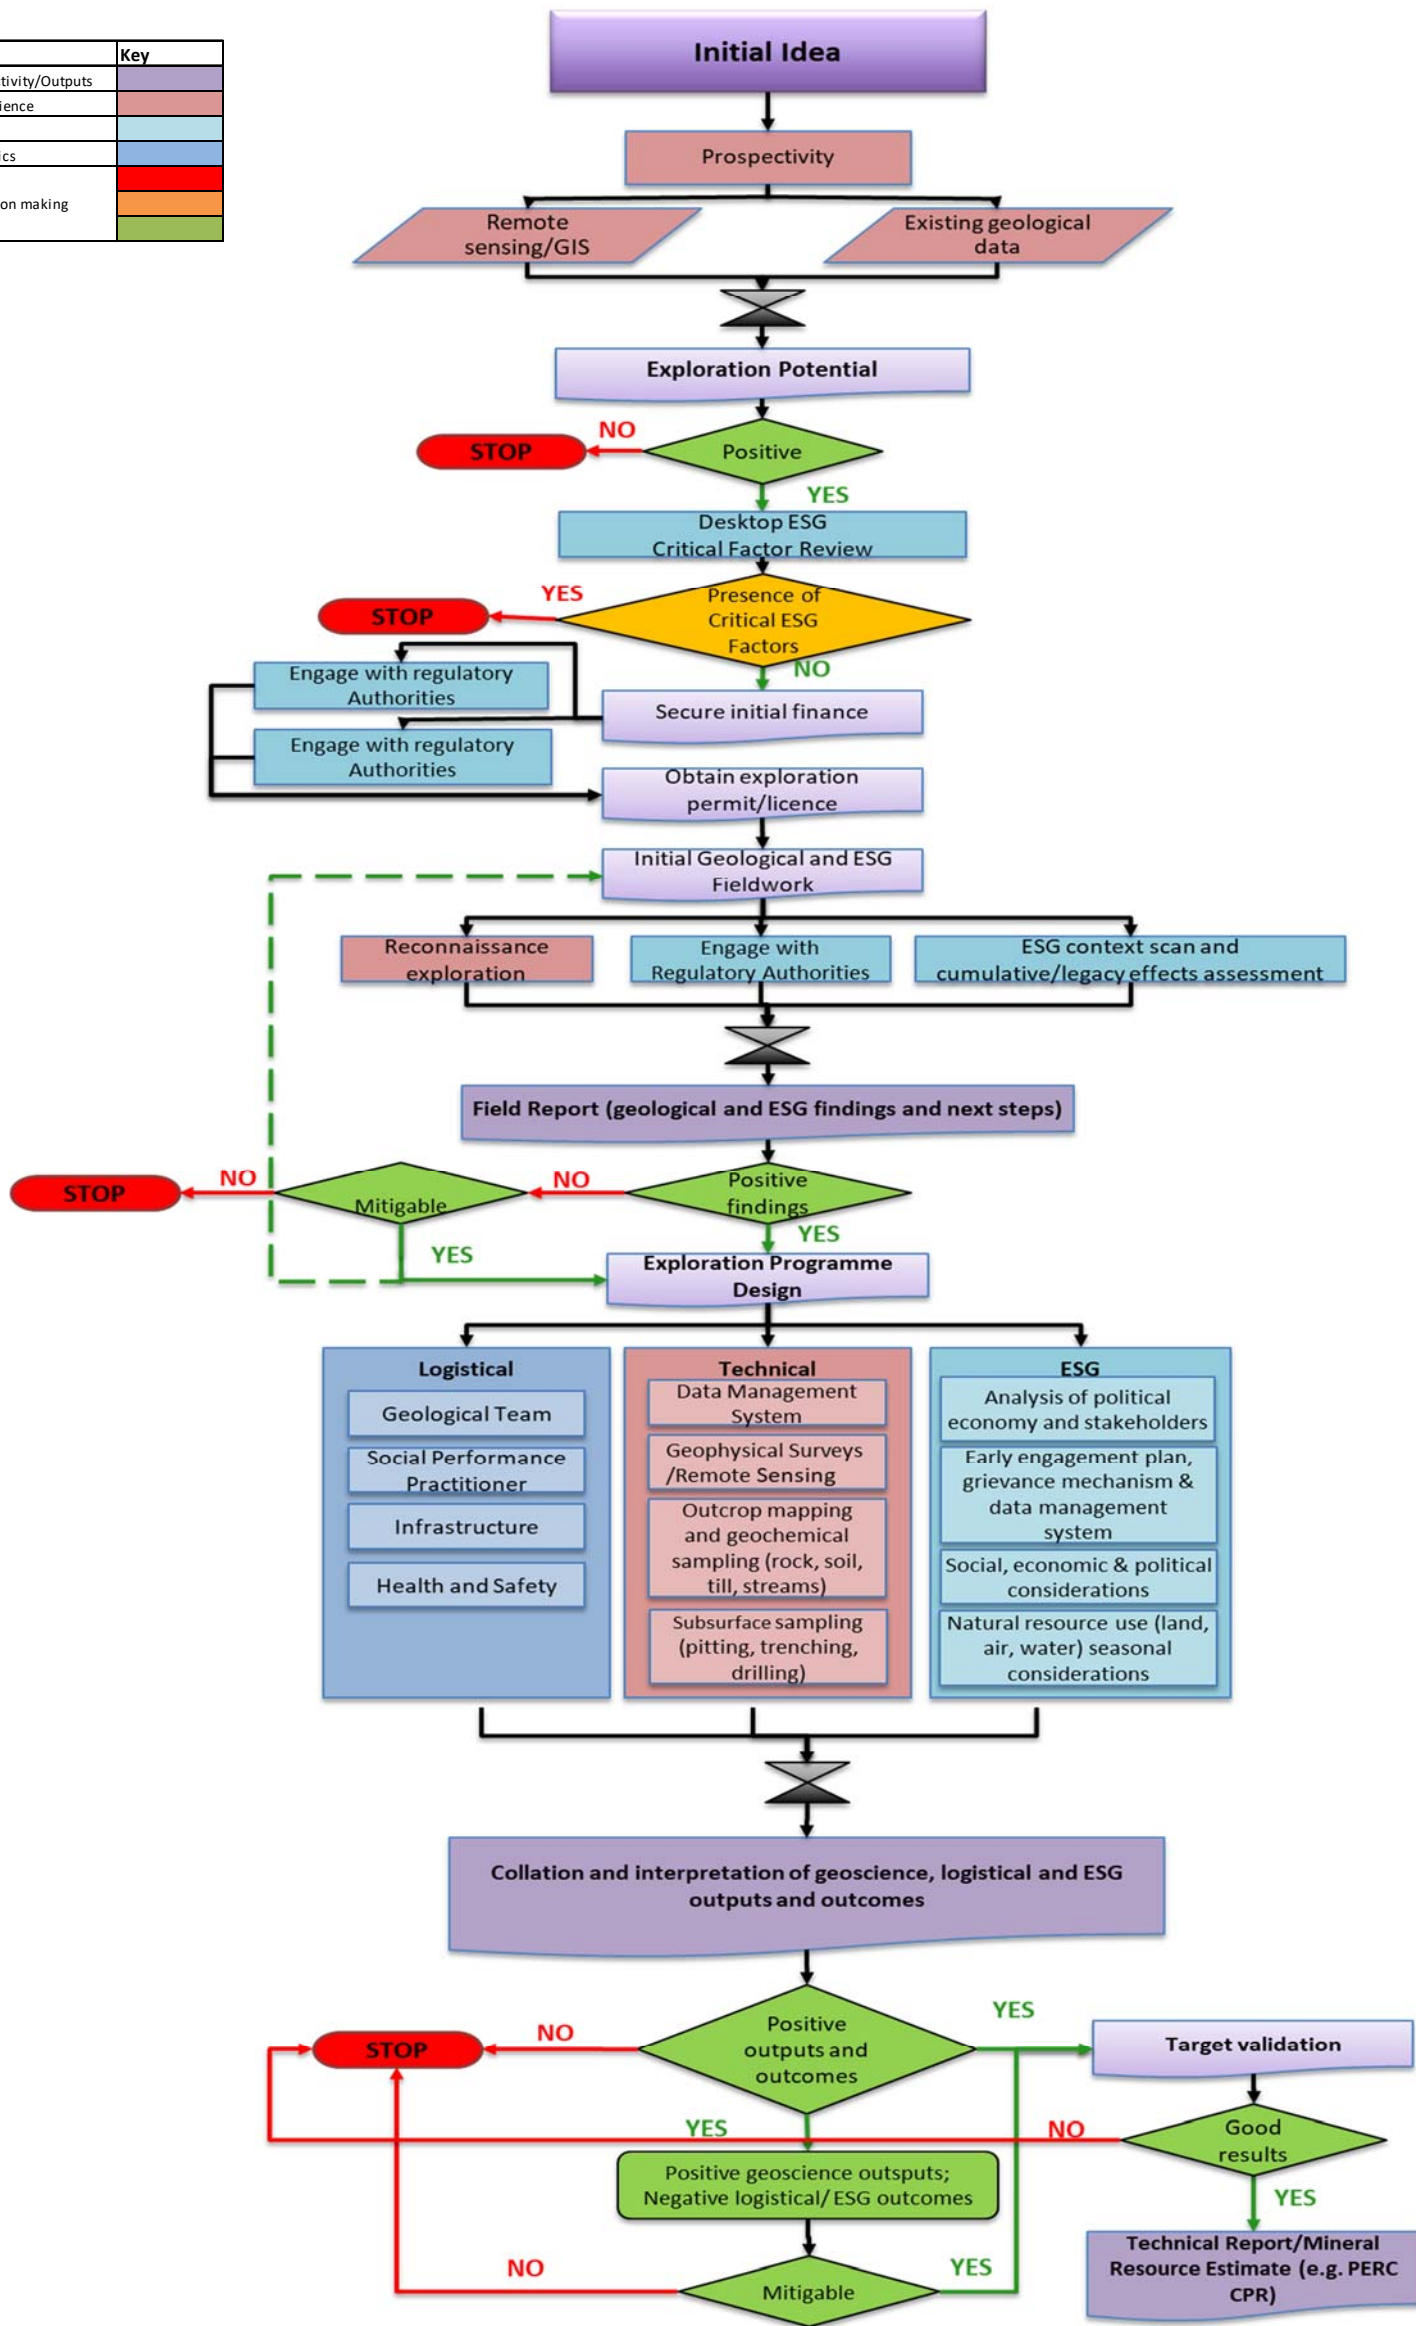 Key
tivity/Outputs
ience
ics
on making
Initial Idea
Prospectivity
Remote
sensing/GIS
Existing geological
data
Exploration Potential
NO
STOP
Positive
YES
Desktop ESG
Critical Factor Review
YES
STOP
Presence of
Critical ESG
Factors
NO
Engage with regulatory
Authorities
Secure initial finance
Engage with regulatory
Authorities
Obtain exploration
permit/licence
Initial Geological and ESG
Fieldwork
Reconnaissance
exploration
Engage with
Regulatory Authorities
ESG context scan and
cumulative/legacy effects assessment
Field Report (geological and ESG findings and next steps)
STOP
NO
Mitigable
NO
Positive
findings
YES
YES
Exploration Programme
Design
Logistical
Geological Team
Social Performance
Practitioner
Infrastructure
Health and Safety
Technical
Data Management
System
Geophysical Surveys
/Remote Sensing
Outcrop mapping
and geochemical
sampling (rock, soil,
till, streams)
Subsurface sampling
(pitting, trenching,
drilling)
ESG
Analysis of political
economy and stakeholders
Early engagement plan,
grievance mechanism &
data management
system
Social, economic & political
considerations
Natural resource use (land,
air, water) seasonal
considerations
Collation and interpretation of geoscience, logistical and ESG
outputs and outcomes
STOP
NO
Positive
outputs and
outcomes
YES
Target validation
YES
NO
Good
results
Positive geoscience outsputs;
Negative logistical/ESG outcomes
YES
NO
Mitigable
YES
Technical Report/Mineral
Resource Estimate (e.g. PERC
CPR)